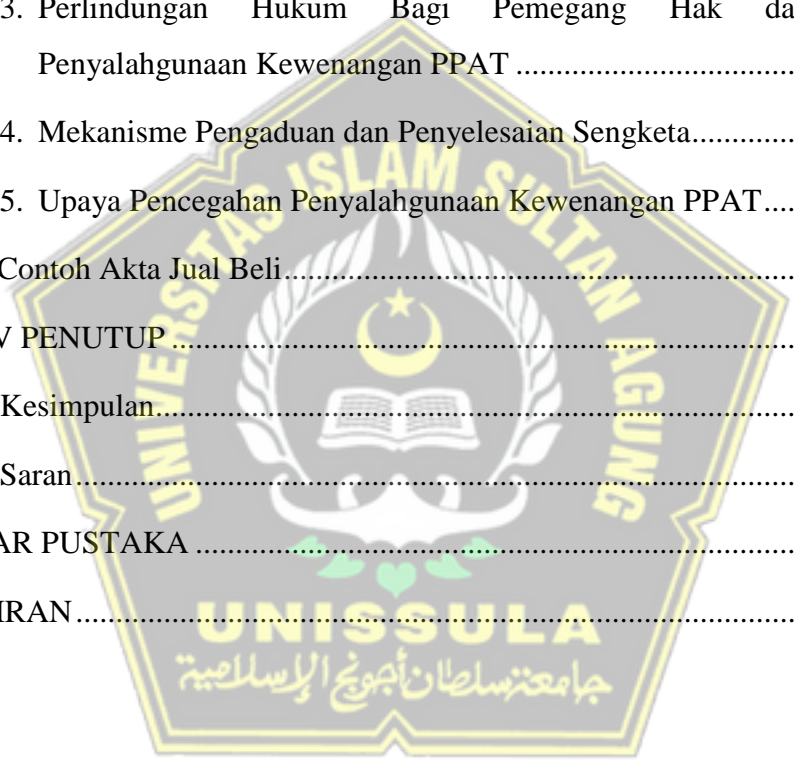 3. Perlindungan Hukum Bagi Pemegang Hak da
Penyalahgunaan Kewenangan PPAT ...............................
4. Mekanisme Pengaduan dan Penyelesaian Sengketa.............
5. Upaya Pencegahan Penyalahgunaan Kewenangan PPAT....
Contoh Akta Jual Beli..............................................................
V PENUTUP .............................................................................
Kesimpulan...............................................................................
Saran.........................................................................................
AR PUSTAKA ..........................................................................
IRAN.........................................................................................
UNIVERSITAS ISLAM SULTAN AGUNG
UNISSULA
جامعة سلطان أجونج الإسلامية